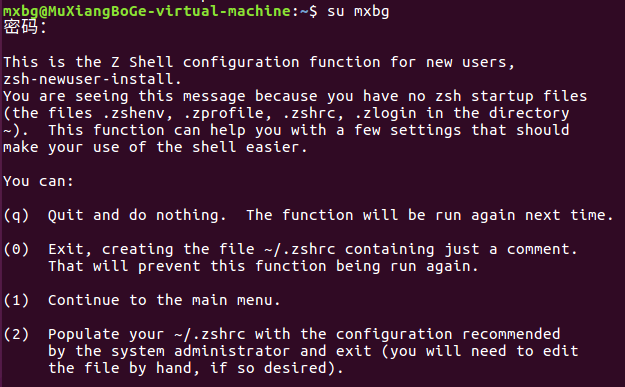 mxbg@MuXiangBoGe-virtual-machine:~$ su mxbg
密码：
This is the Z Shell configuration function for new users,
zsh-newuser-install.
You are seeing this message because you have no zsh startup files
(the files .zshenv, .zprofile, .zshrc, .zlogin in the directory
~).  This function can help you with a few settings that should
make your use of the shell easier.
You can:
(q)  Quit and do nothing.  The function will be run again next time.
(0)  Exit, creating the file ~/.zshrc containing just a comment.
     That will prevent this function being run again.
(1)  Continue to the main menu.
(2)  Populate your ~/.zshrc with the configuration recommended
     by the system administrator and exit (you will need to edit
     the file by hand, if so desired).